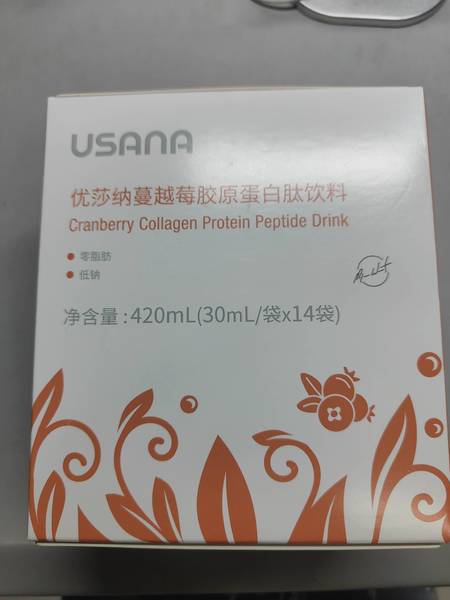 USANA
优莎纳蔓越莓胶原蛋白肽饮料
Cranberry Collagen Protein Peptide Drink
零脂肪
低钠
净含量:420mL(30mL/袋x14袋)